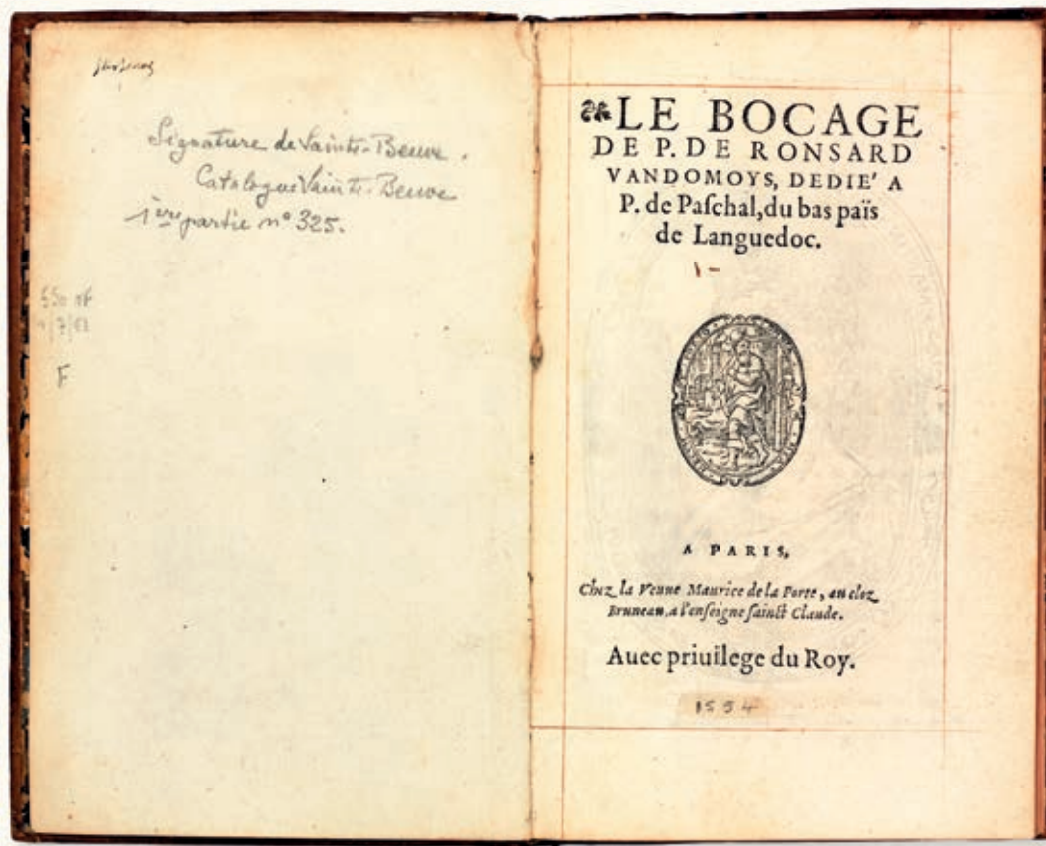 Signature de Sainte-Beuve.
Catalogue Sainte-Beuve
1ère partie n° 325.
F
LE BOCAGE
DE P. DE RONSARD
VANDOMOYS, DEDIE' A
P. de Paſchal, du bas païs
de Languedoc.
A PARIS,
Chez la Veuue Maurice de la Porte, au cloz
Bruneau, a l'enſeigne ſainct Claude.
Auec priuilege du Roy.
1554